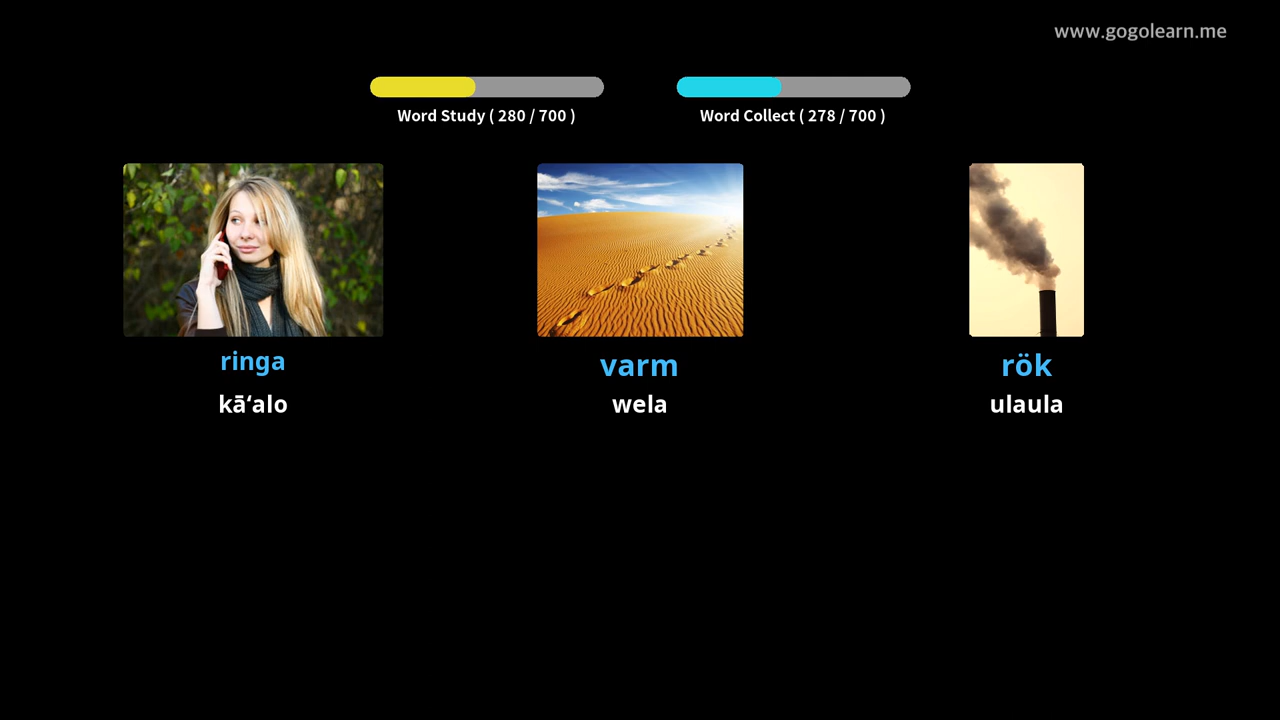 www.gogolearn.me
Word Study ( 280 / 700 )
Word Collect ( 278 / 700 )
ringa
varm
rök
kāʻalo
wela
ulaula